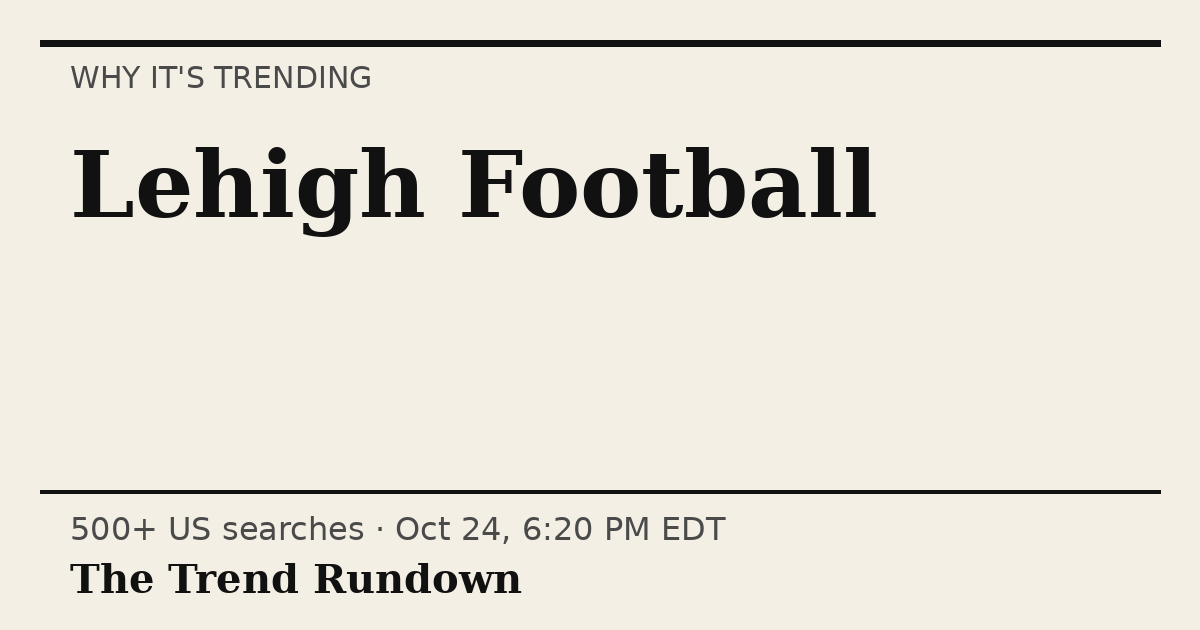 WHY IT'S TRENDING
Lehigh Football
500+ US searches · Oct 24, 6:20 PM EDT
The Trend Rundown